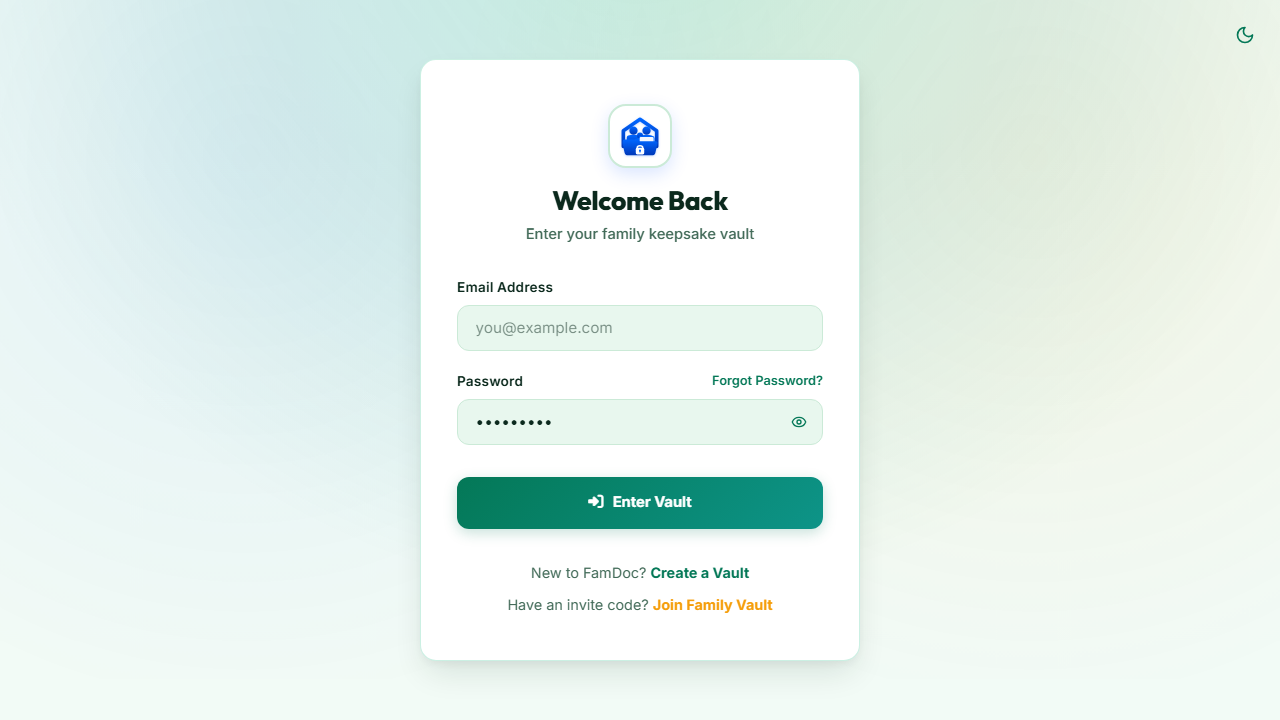 Welcome Back
Enter your family keepsake vault
Email Address
you@example.com
Password Forgot Password?
•••••••••
Enter Vault
New to FamDoc? Create a Vault
Have an invite code? Join Family Vault